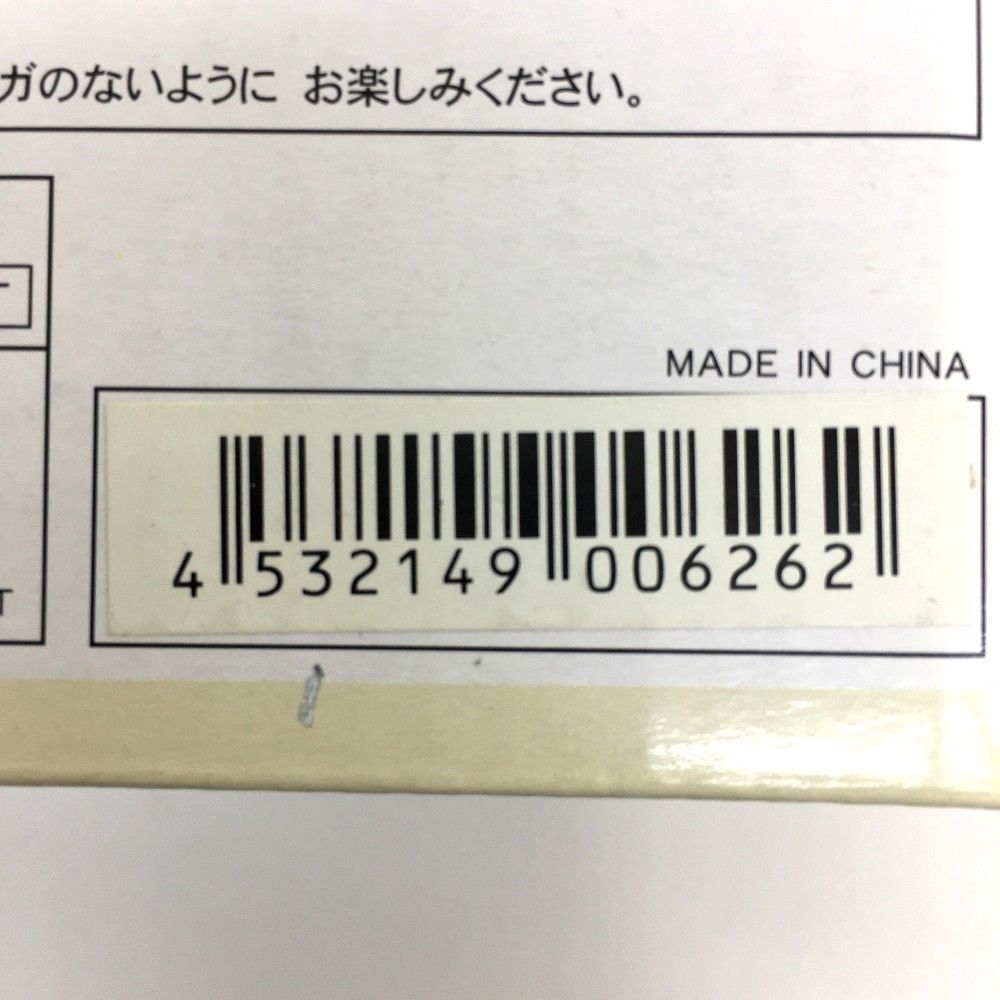 ガのないように お楽しみください。
MADE IN CHINA
4 532149 006262
T